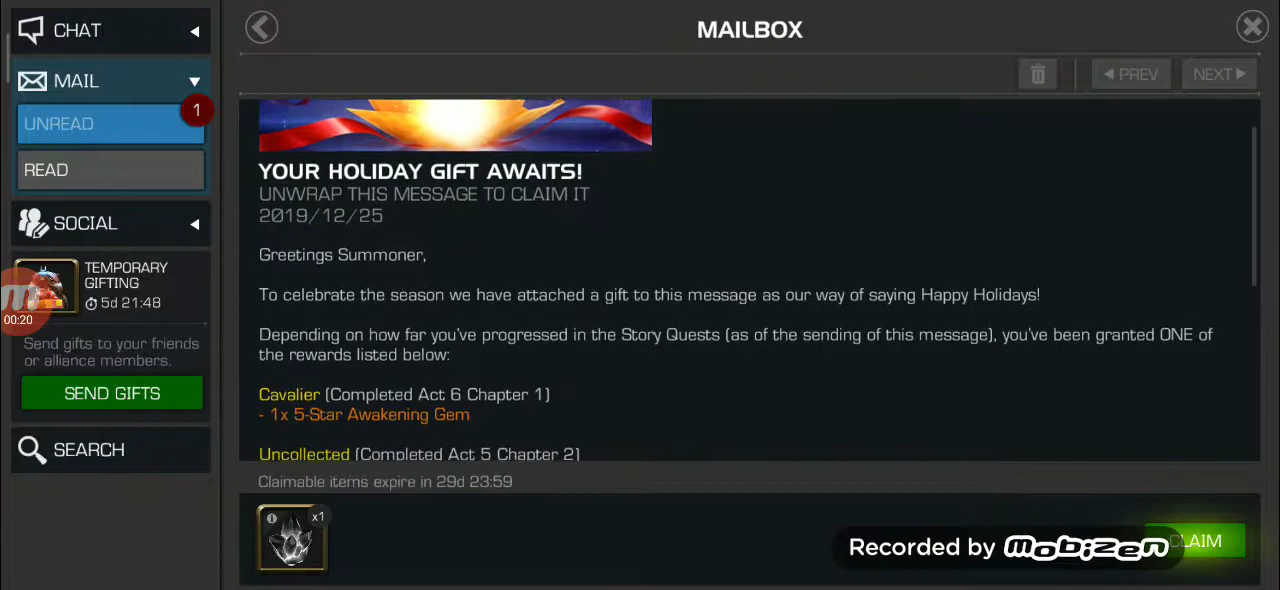 CHAT
MAIL
1
UNREAD
READ
SOCIAL
TEMPORARY
GIFTING
5d 21:48
00:20
Send gifts to your friends
or alliance members.
SEND GIFTS
SEARCH
MAILBOX
PREV
NEXT
YOUR HOLIDAY GIFT AWAITS!
UNWRAP THIS MESSAGE TO CLAIM IT
2019/12/25
Greetings Summoner,
To celebrate the season we have attached a gift to this message as our way of saying Happy Holidays!
Depending on how far you've progressed in the Story Quests (as of the sending of this message), you've been granted ONE of
the rewards listed below:
Cavalier (Completed Act 6 Chapter 1)
- 1x 5-Star Awakening Gem
Uncollected (Completed Act 5 Chapter 2)
Claimable items expire in 29d 23:59
x1
CLAIM
Recorded by Mobizen